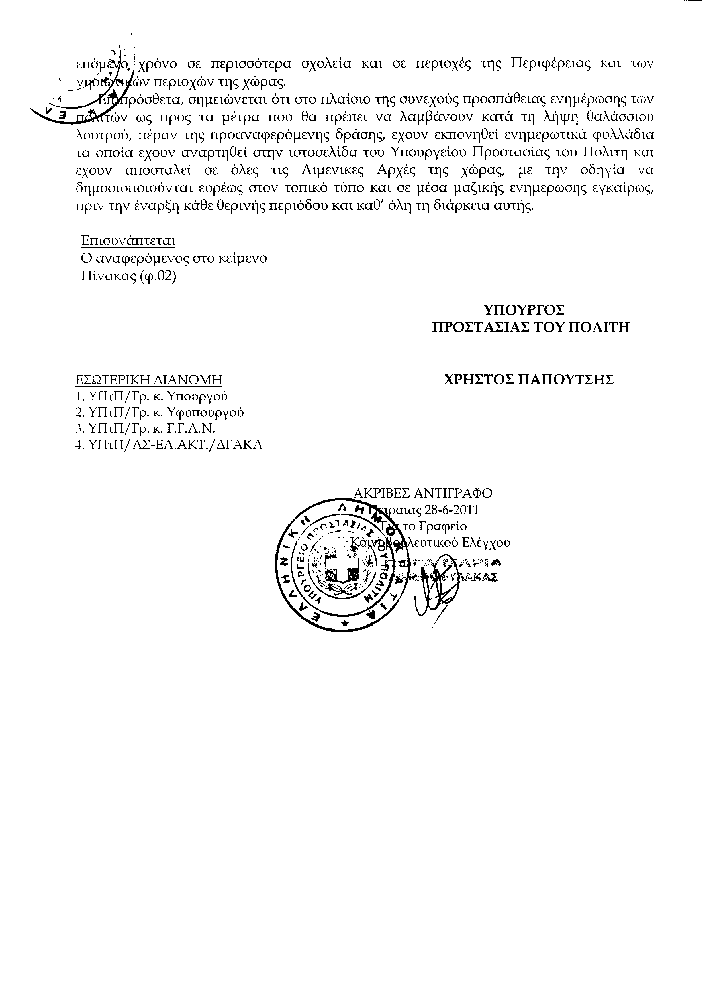 επόμενο χρόνο σε περισσότερα σχολεία και σε περιοχές της Περιφέρειας και των
νησιωτικών περιοχών της χώρας.
Επιπρόσθετα, σημειώνεται ότι στο πλαίσιο της συνεχούς προσπάθειας ενημέρωσης των
πολιτών ως προς τα μέτρα που θα πρέπει να λαμβάνουν κατά τη λήψη θαλάσσιου
λουτρού, πέραν της προαναφερόμενης δράσης, έχουν εκπονηθεί ενημερωτικά φυλλάδια
τα οποία έχουν αναρτηθεί στην ιστοσελίδα του Υπουργείου Προστασίας του Πολίτη και
έχουν αποσταλεί σε όλες τις Λιμενικές Αρχές της χώρας, με την οδηγία να
δημοσιοποιούνται ευρέως στον τοπικό τύπο και σε μέσα μαζικής ενημέρωσης εγκαίρως,
πριν την έναρξη κάθε θερινής περιόδου και καθ’ όλη τη διάρκεια αυτής.
Επισυνάπτεται
Ο αναφερόμενος στο κείμενο
Πίνακας (φ.02)
ΥΠΟΥΡΓΟΣ
ΠΡΟΣΤΑΣΙΑΣ ΤΟΥ ΠΟΛΙΤΗ
ΧΡΗΣΤΟΣ ΠΑΠΟΥΤΣΗΣ
ΕΣΩΤΕΡΙΚΗ ΔΙΑΝΟΜΗ
1. ΥΠτΠ/Γρ. κ. Υπουργού
2. ΥΠτΠ/Γρ. κ. Υφυπουργού
3. ΥΠτΠ/Γρ. κ. Γ.Γ.Α.Ν.
4. ΥΠτΠ/ΛΣ-ΕΛ.ΑΚΤ./ΔΓΑΚΛ
ΑΚΡΙΒΕΣ ΑΝΤΙΓΡΑΦΟ
Πειραιάς 28-6-2011
Για το Γραφείο
Κοινοβουλευτικού Ελέγχου
ΜΑΡΙΑ
ΕΛΛΗΝΙΚΗ ΔΗΜΟΚΡΑΤΙΑ
ΥΠΟΥΡΓΕΙΟ ΠΡΟΣΤΑΣΙΑΣ ΤΟΥ ΠΟΛΙΤΗ